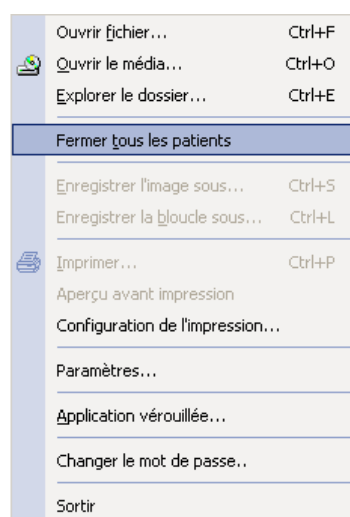 Ouvrir fichier... Ctrl+F
Ouvrir le média... Ctrl+O
Explorer le dossier... Ctrl+E
Fermer tous les patients
Enregistrer l'image sous... Ctrl+S
Enregistrer la bloucle sous... Ctrl+L
Imprimer... Ctrl+P
Aperçu avant impression
Configuration de l'impression...
Paramètres...
Application vérouillée...
Changer le mot de passe..
Sortir